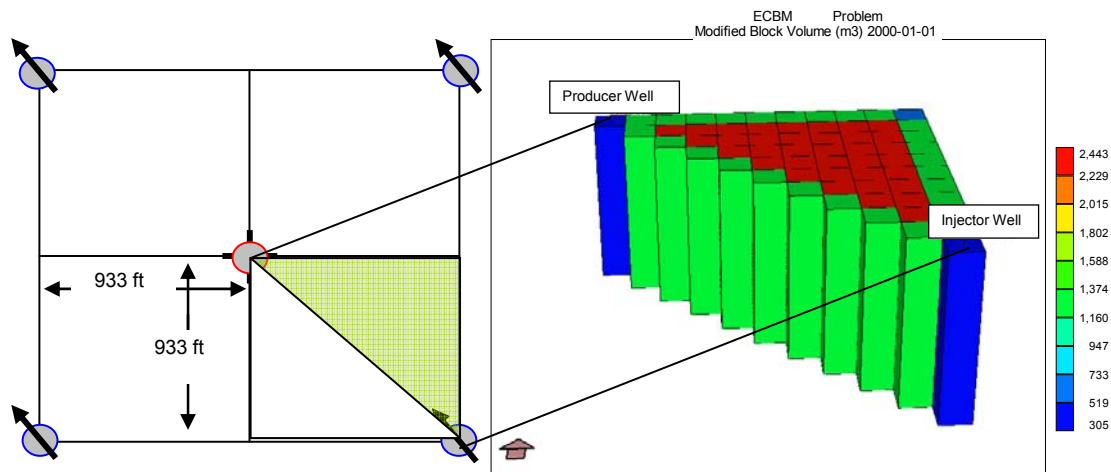 ECBM Problem
Modified Block Volume (m3) 2000-01-01
Producer Well
Injector Well
933 ft
933 ft
2,443
2,229
2,015
1,802
1,588
1,374
1,160
947
733
519
305